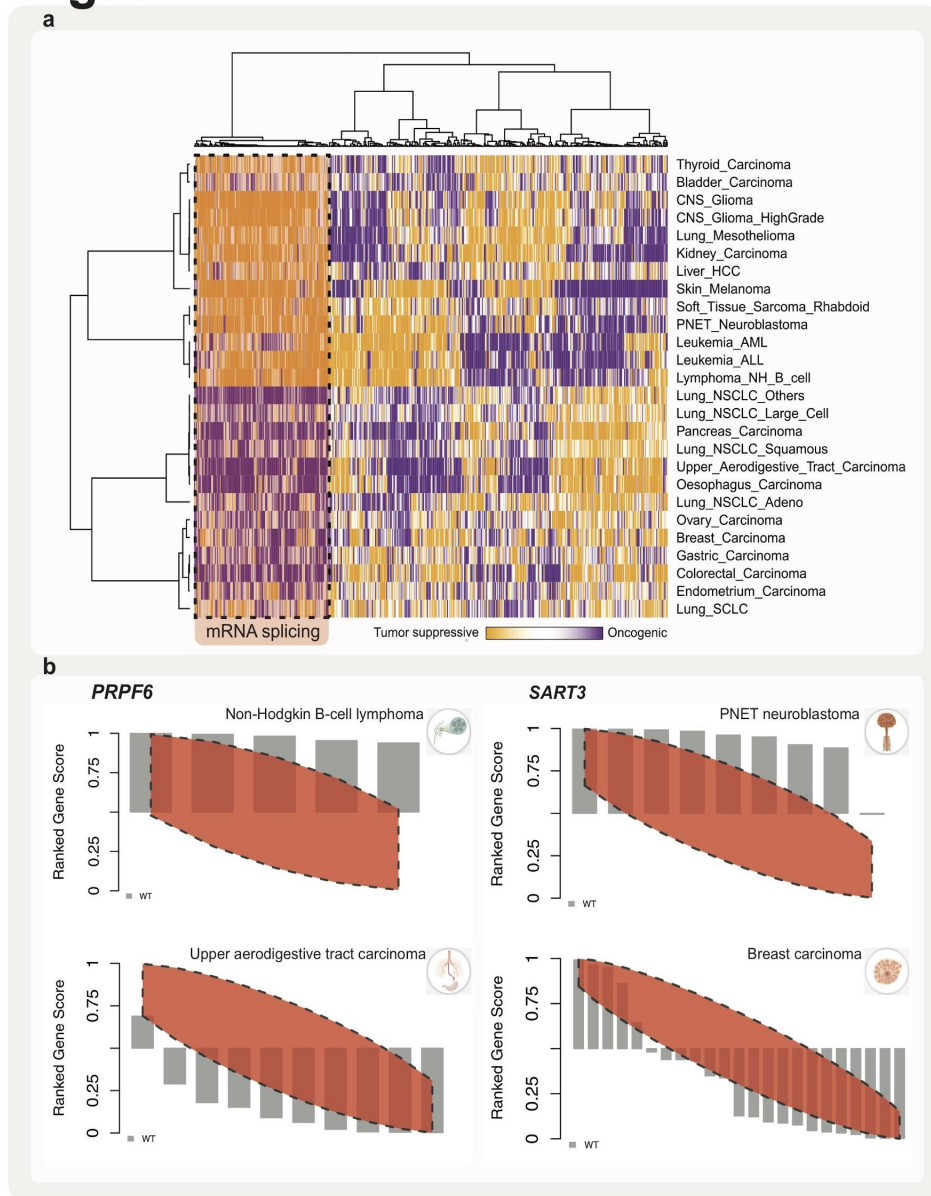 a
Thyroid_Carcinoma
Bladder_Carcinoma
CNS_Glioma
CNS_Glioma_HighGrade
Lung_Mesothelioma
Kidney_Carcinoma
Liver_HCC
Skin_Melanoma
Soft_Tissue_Sarcoma_Rhabdoid
PNET_Neuroblastoma
Leukemia_AML
Leukemia_ALL
Lymphoma_NH_B_cell
Lung_NSCLC_Others
Lung_NSCLC_Large_Cell
Pancreas_Carcinoma
Lung_NSCLC_Squamous
Upper_Aerodigestive_Tract_Carcinoma
Oesophagus_Carcinoma
Lung_NSCLC_Adeno
Ovary_Carcinoma
Breast_Carcinoma
Gastric_Carcinoma
Colorectal_Carcinoma
Endometrium_Carcinoma
Lung_SCLC
mRNA splicing
Tumor suppressive
Oncogenic
b
PRPF6
Non-Hodgkin B-cell lymphoma
Ranked Gene Score
1
0.75
0.25
0
WT
SART3
PNET neuroblastoma
Ranked Gene Score
1
0.75
0.25
0
WT
Upper aerodigestive tract carcinoma
Ranked Gene Score
1
0.75
0.25
0
WT
Breast carcinoma
Ranked Gene Score
1
0.75
0.25
0
WT